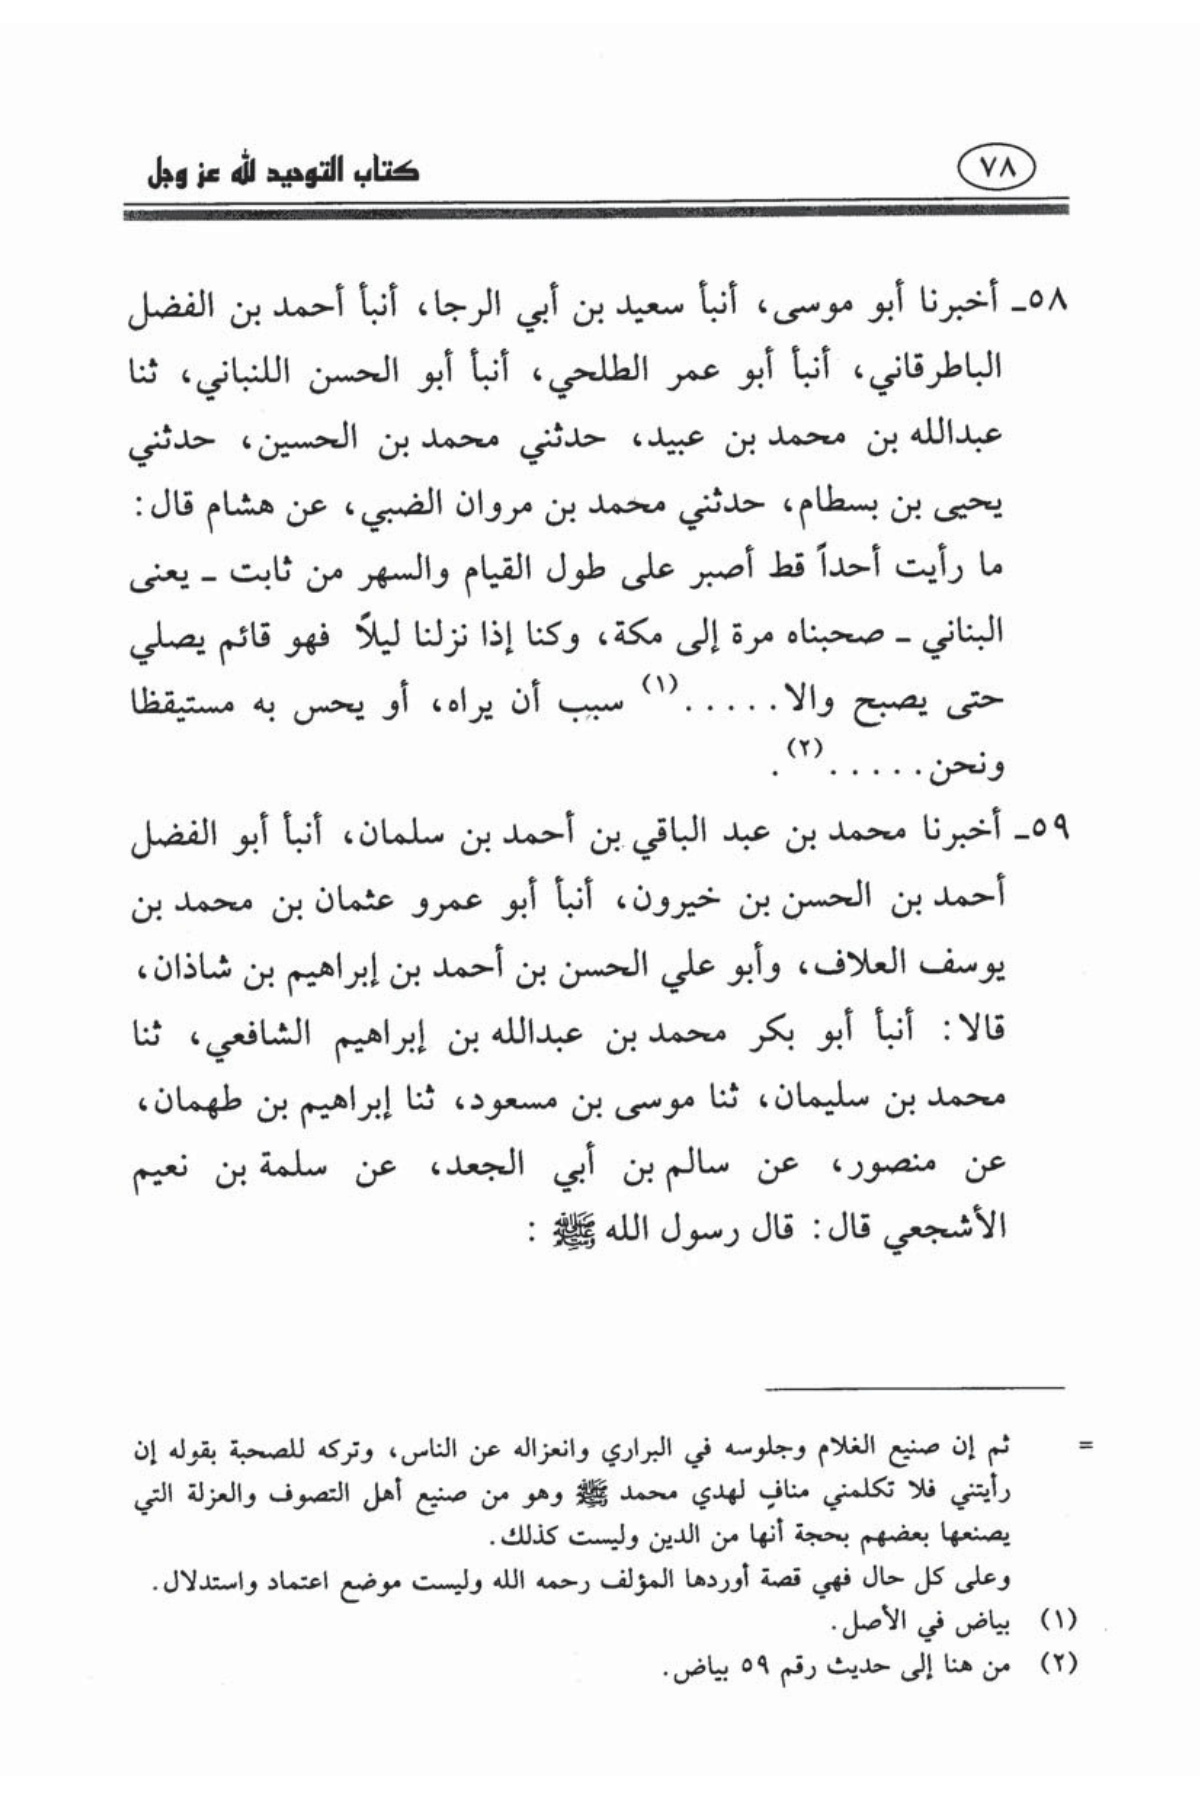 ٧٨
كتاب التوحيد لله عز وجل
٥٨ـ أخبرنا أبو موسى، أنبأ سعيد بن أبي الرجا، أنبأ أحمد بن الفضل
الباطرقاني، أنبأ أبو عمر الطلحي، أنبأ أبو الحسن اللنباني، ثنا
عبدالله بن محمد بن عبيد، حدثني محمد بن الحسين، حدثني
يحيى بن بسطام، حدثني محمد بن مروان الضبي، عن هشام قال:
ما رأيت أحداً قط أصبر على طول القيام والسهر من ثابت ـ يعنى
البناني ـ صحبناه مرة إلى مكة، وكنا إذا نزلنا ليلاً فهو قائم يصلي
حتى يصبح والا.....(١) سبب أن يراه، أو يحس به مستيقظا
ونحن.....(٢).
٥٩ـ أخبرنا محمد بن عبد الباقي بن أحمد بن سلمان، أنبأ أبو الفضل
أحمد بن الحسن بن خيرون، أنبأ أبو عمرو عثمان بن محمد بن
يوسف العلاف، وأبو علي الحسن بن أحمد بن إبراهيم بن شاذان،
قالا: أنبأ أبو بكر محمد بن عبدالله بن إبراهيم الشافعي، ثنا
محمد بن سليمان، ثنا موسى بن مسعود، ثنا إبراهيم بن طهمان،
عن منصور، عن سالم بن أبي الجعد، عن سلمة بن نعيم
الأشجعي قال: قال رسول الله ﷺ :
= ثم إن صنيع الغلام وجلوسه في البراري وانعزاله عن الناس، وتركه للصحبة بقوله إن
رأيتني فلا تكلمني منافٍ لهدي محمد ﷺ وهو من صنيع أهل التصوف والعزلة التي
يصنعها بعضهم بحجة أنها من الدين وليست كذلك.
وعلى كل حال فهي قصة أوردها المؤلف رحمه الله وليست موضع اعتماد واستدلال.
(١) بياض في الأصل.
(٢) من هنا إلى حديث رقم ٥٩ بياض.